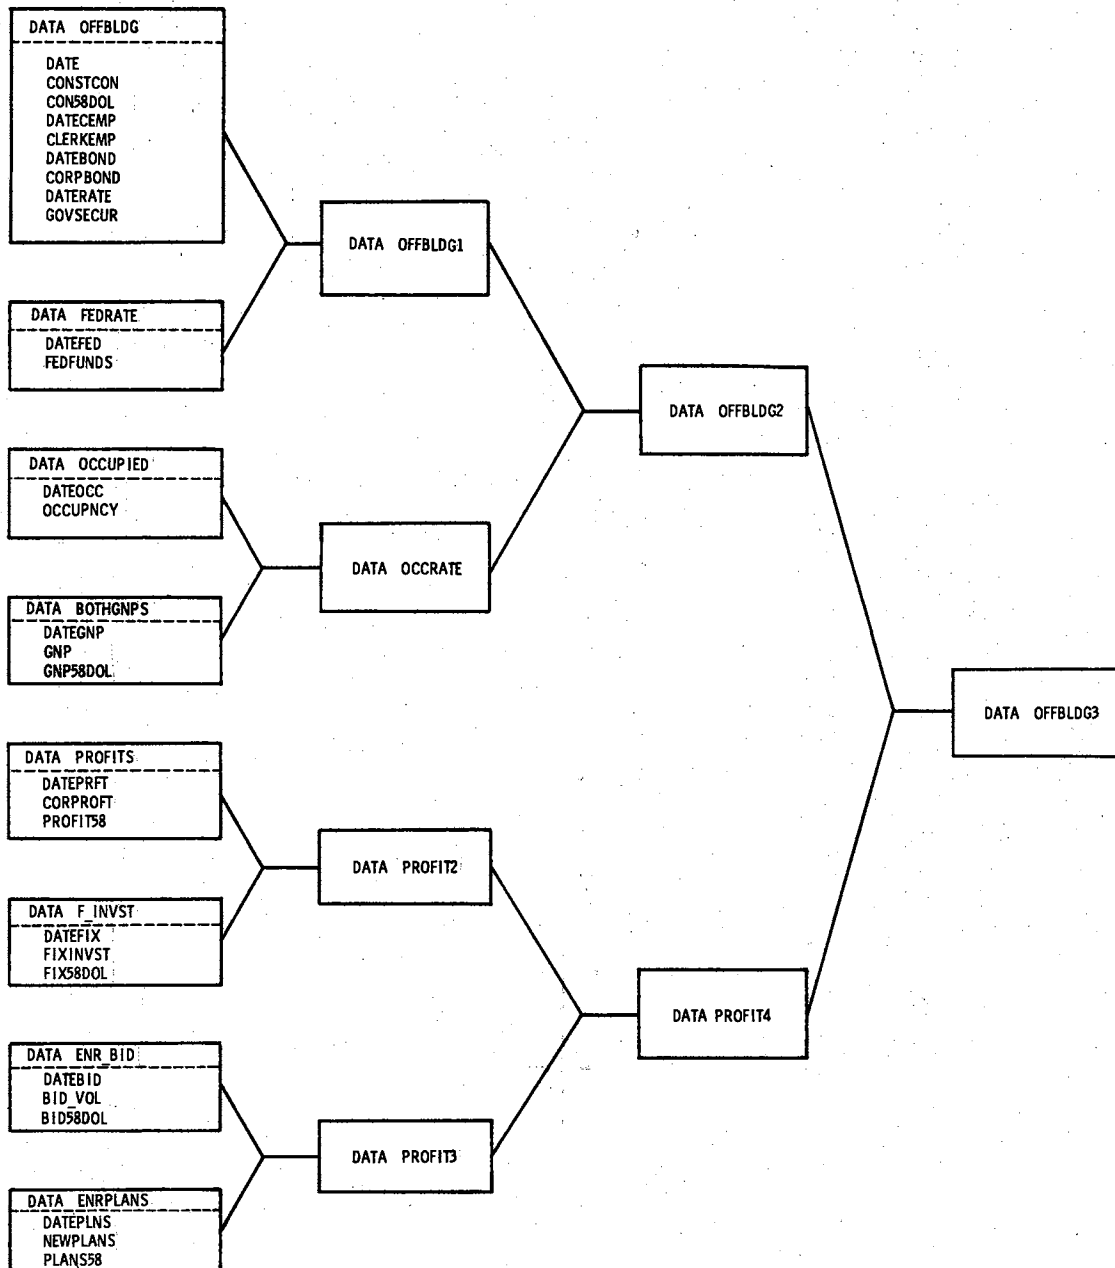 DATA OFFBLDG
DATE
CONSTCON
CON58DOL
DATECEMP
CLERKEMP
DATEBOND
CORPBOND
DATERATE
GOVSECUR
DATA OFFBLDG1
DATA FEDRATE
DATEFED
FEDFUNDS
DATA OFFBLDG2
DATA OCCUPIED
DATEOCC
OCCUPNCY
DATA OCCRATE
DATA BOTHGNPS
DATEGNP
GNP
GNP58DOL
DATA OFFBLDG3
DATA PROFITS
DATEPRFT
CORPROFT
PROFIT58
DATA PROFIT2
DATA F_INVST
DATEFIX
FIXINVST
FIX58DOL
DATA PROFIT4
DATA ENR_BID
DATEBID
BID_VOL
BID58DOL
DATA PROFIT3
DATA ENRPLANS
DATEPLNS
NEWPLANS
PLANS58